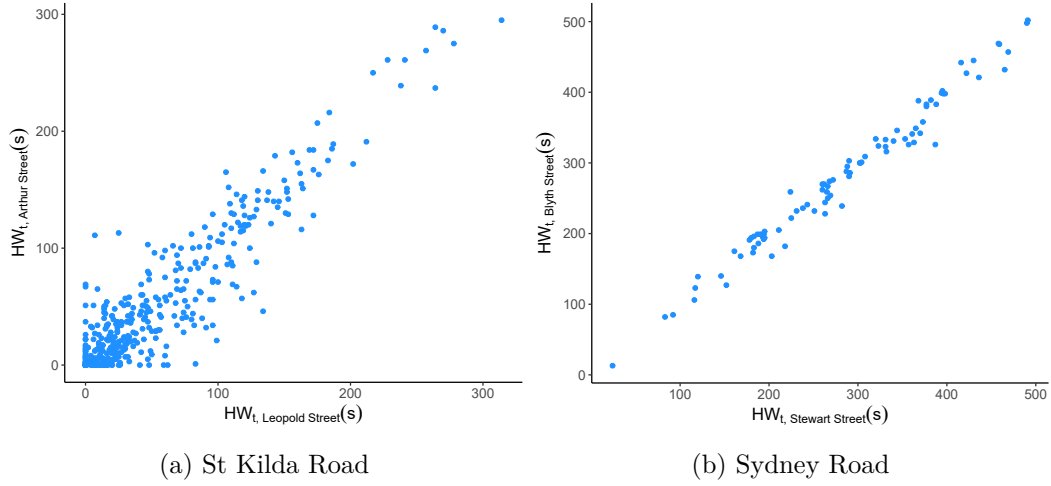 300
200
100
0
HWt, Arthur Street(s)
0 100 200 300
HWt, Leopold Street(s)
500
400
300
200
100
0
HWt, Blyth Street(s)
100 200 300 400 500
HWt, Stewart Street(s)
(a) St Kilda Road
(b) Sydney Road